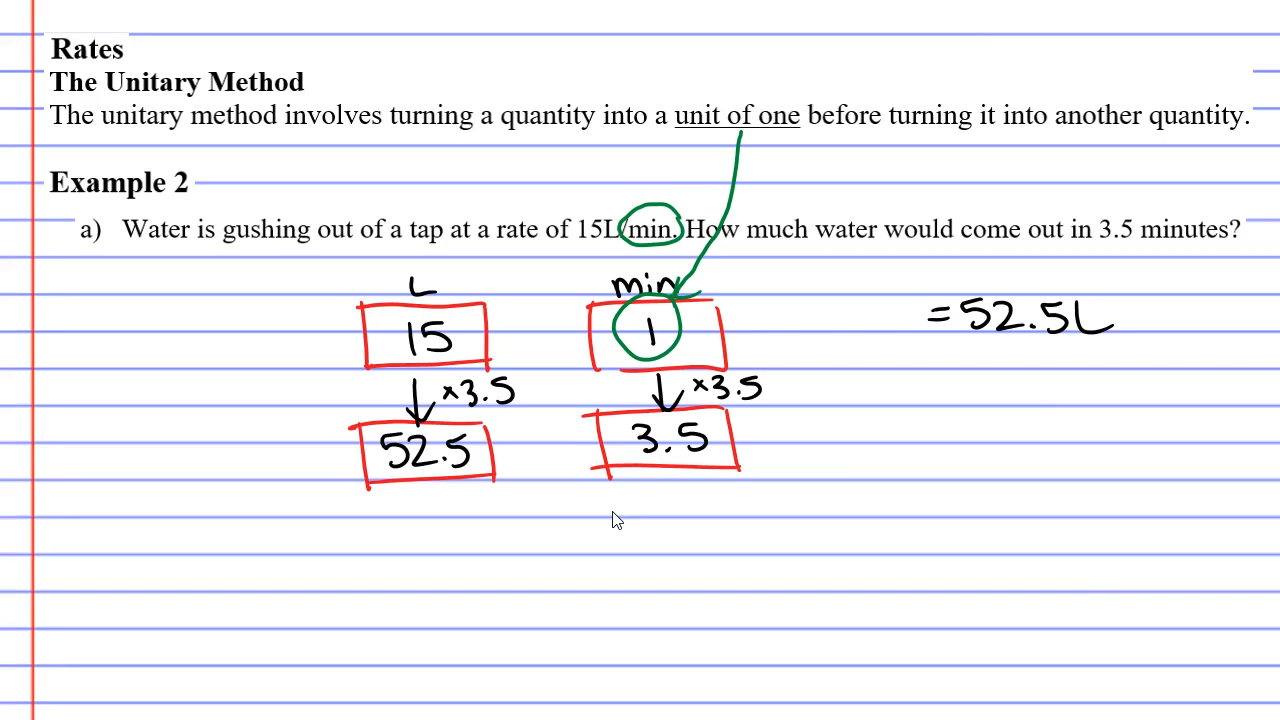 Rates
The Unitary Method
The unitary method involves turning a quantity into a unit of one before turning it into another quantity.
Example 2
a) Water is gushing out of a tap at a rate of 15L/min. How much water would come out in 3.5 minutes?
L min
15 1 = 52.5L
×3.5 ×3.5
52.5 3.5